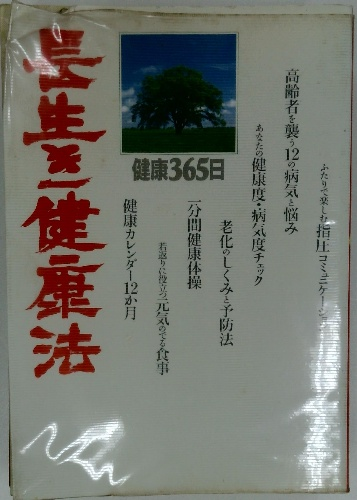 長生き健康法
健康365日
ふたりで楽しむ指圧コミュニケーション
高齢者を襲う12の病気と悩み
あなたの健康度・病気度チェック
老化のしくみと予防法
一分間健康体操
若返りに役立つ元気のでる食事
健康カレンダー12か月